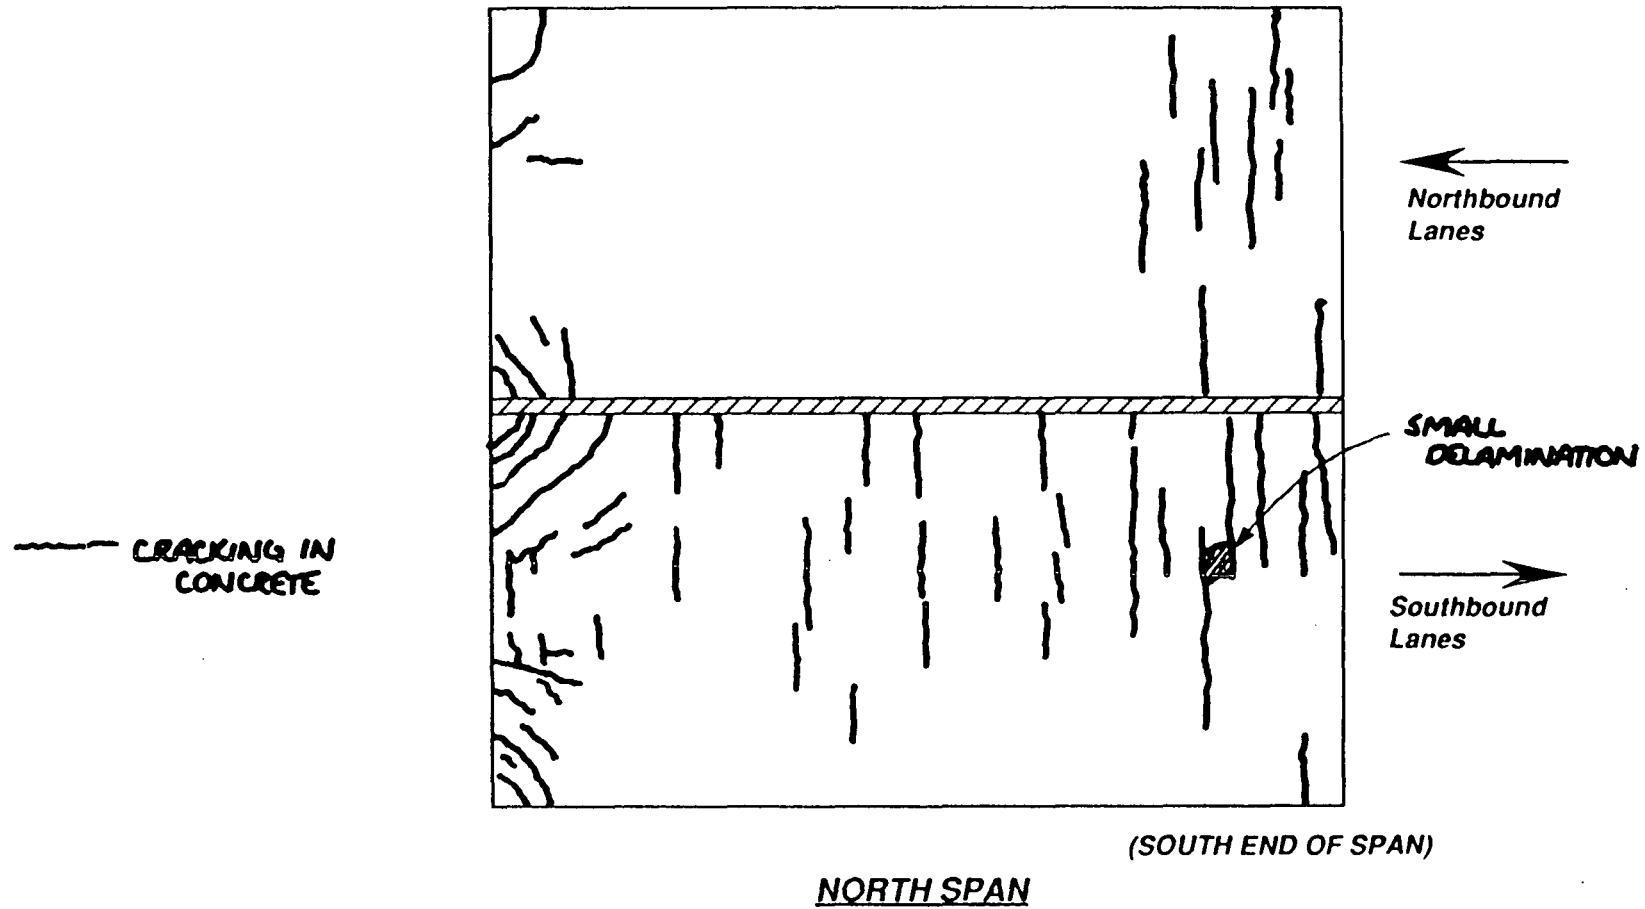 Northbound
Lanes
SMALL
DELAMINATION
CRACKING IN
CONCRETE
Southbound
Lanes
(SOUTH END OF SPAN)
NORTH SPAN